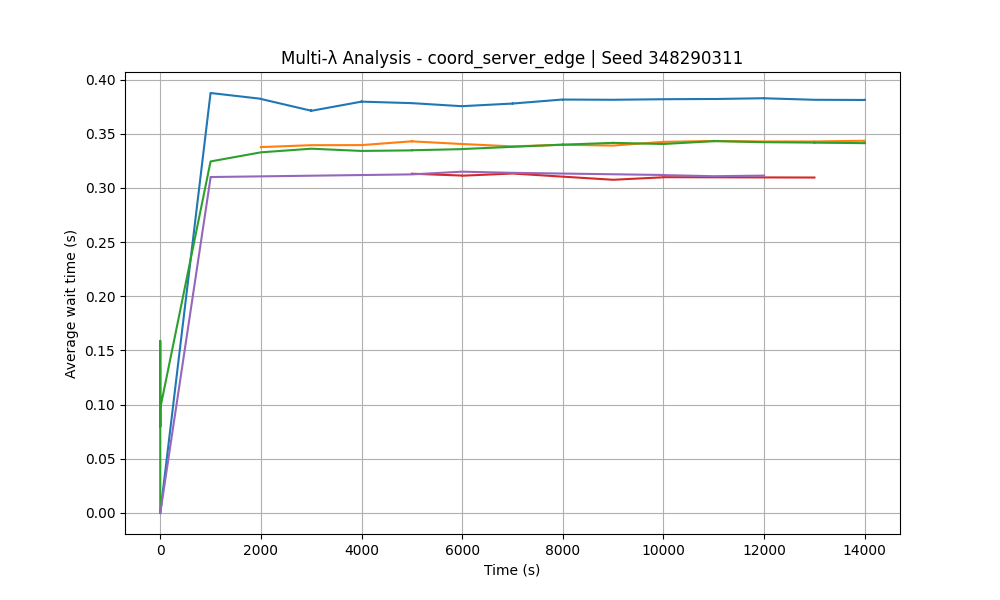 Multi-λ Analysis - coord_server_edge | Seed 348290311
Average wait time (s)
0.40
0.35
0.30
0.25
0.20
0.15
0.10
0.05
0.00
0 2000 4000 6000 8000 10000 12000 14000
Time (s)